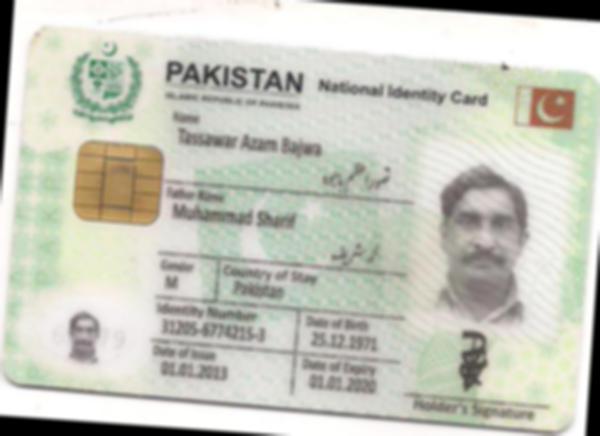 PAKISTAN National Identity Card
ISLAMIC REPUBLIC OF PAKISTAN
Name
Tassawar Azam Bajwa
تصور اعظم باجوہ
Father Name
Muhammad Sharif
محمد شریف
Gender Country of Stay
M Pakistan
Identity Number Date of Birth
31205-6774215-3 25.12.1971
Date of Issue Date of Expiry
01.01.2013 01.01.2020
Holder's Signature